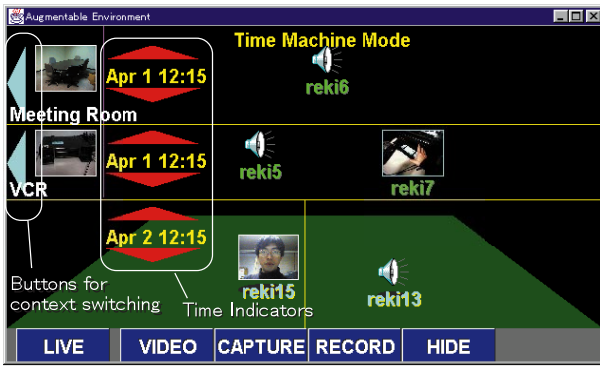 Augmentable Environment
Time Machine Mode
Apr 1 12:15
reki6
Meeting Room
Apr 1 12:15
reki5
reki7
VCR
Apr 2 12:15
reki15
reki13
Buttons for
context switching
Time Indicators
LIVE
VIDEO
CAPTURE
RECORD
HIDE